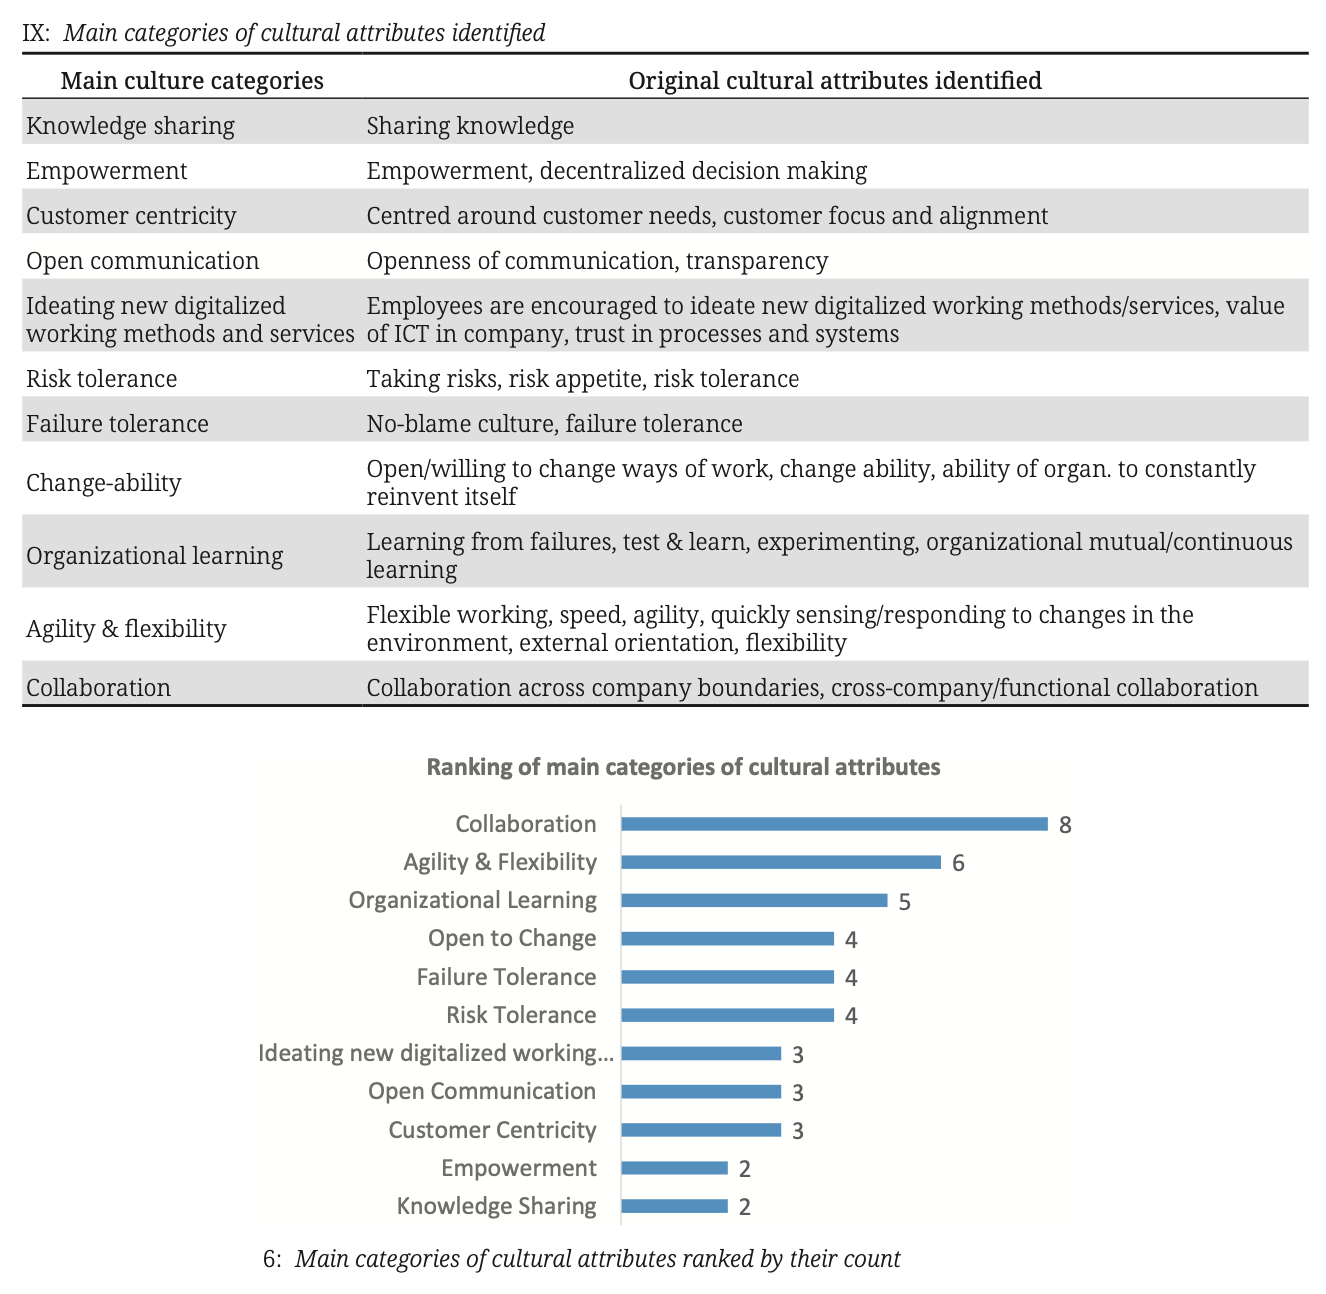 IX: Main categories of cultural attributes identified
Main culture categories Original cultural attributes identified
Knowledge sharing Sharing knowledge
Empowerment Empowerment, decentralized decision making
Customer centricity Centred around customer needs, customer focus and alignment
Open communication Openness of communication, transparency
Ideating new digitalized Employees are encouraged to ideate new digitalized working methods/services, value
working methods and services of ICT in company, trust in processes and systems
Risk tolerance Taking risks, risk appetite, risk tolerance
Failure tolerance No-blame culture, failure tolerance
Change-ability Open/willing to change ways of work, change ability, ability of organ. to constantly
reinvent itself
Organizational learning Learning from failures, test & learn, experimenting, organizational mutual/continuous
learning
Agility & flexibility Flexible working, speed, agility, quickly sensing/responding to changes in the
environment, external orientation, flexibility
Collaboration Collaboration across company boundaries, cross-company/functional collaboration
Ranking of main categories of cultural attributes
Collaboration 8
Agility & Flexibility 6
Organizational Learning 5
Open to Change 4
Failure Tolerance 4
Risk Tolerance 4
Ideating new digitalized working... 3
Open Communication 3
Customer Centricity 3
Empowerment 2
Knowledge Sharing 2
6: Main categories of cultural attributes ranked by their count